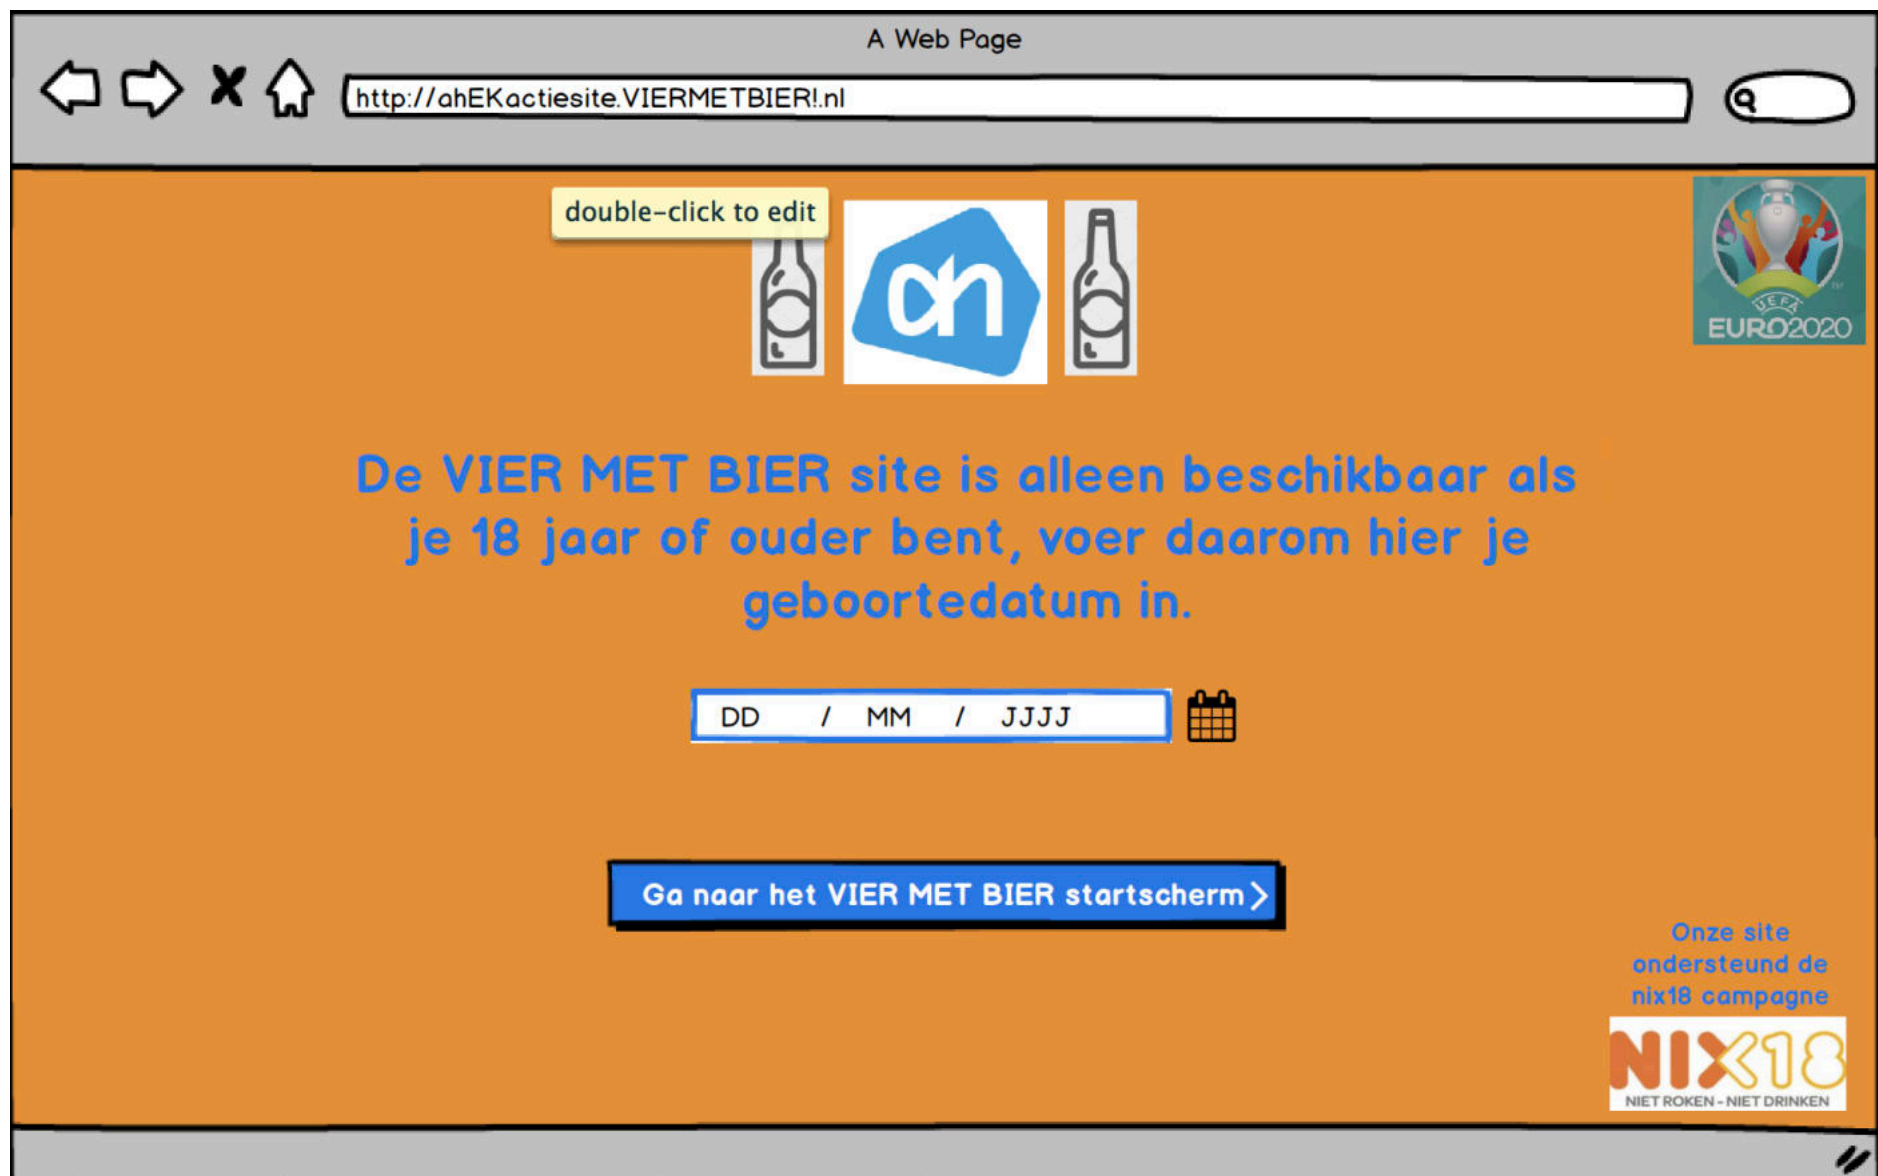 A Web Page
http://ahEKactiesite.VIERMETBIER!.nl
double-click to edit
ah
UEFA
EURO2020
TM
De VIER MET BIER site is alleen beschikbaar als
je 18 jaar of ouder bent, voer daarom hier je
geboortedatum in.
DD / MM / JJJJ
Ga naar het VIER MET BIER startscherm
Onze site
ondersteund de
nix18 campagne
NIX18
NIET ROKEN - NIET DRINKEN